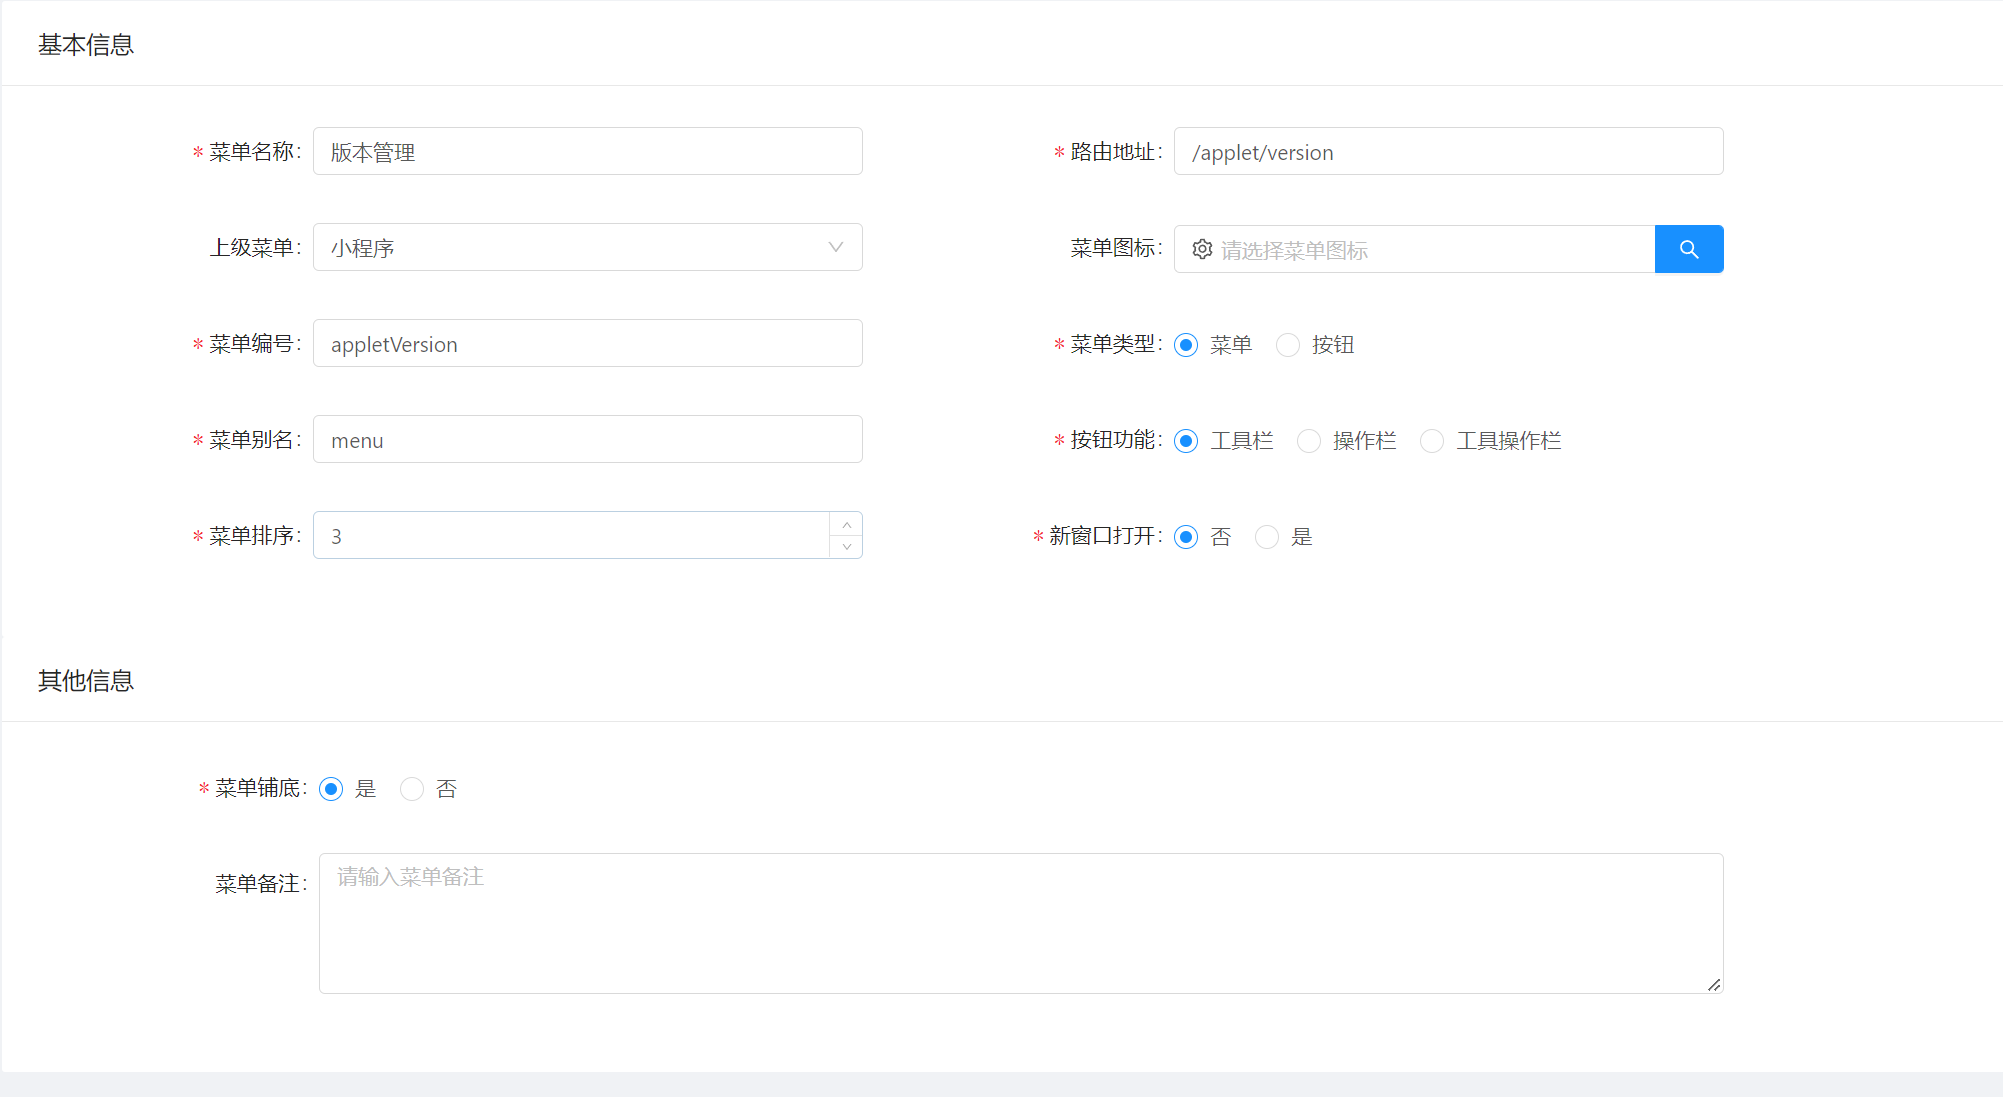 基本信息
* 菜单名称: 版本管理
* 路由地址: /applet/version
上级菜单: 小程序
菜单图标: 请选择菜单图标
* 菜单编号: appletVersion
* 菜单类型: 菜单 按钮
* 菜单别名: menu
* 按钮功能: 工具栏 操作栏 工具操作栏
* 菜单排序: 3
* 新窗口打开: 否 是
其他信息
* 菜单铺底: 是 否
菜单备注: 请输入菜单备注